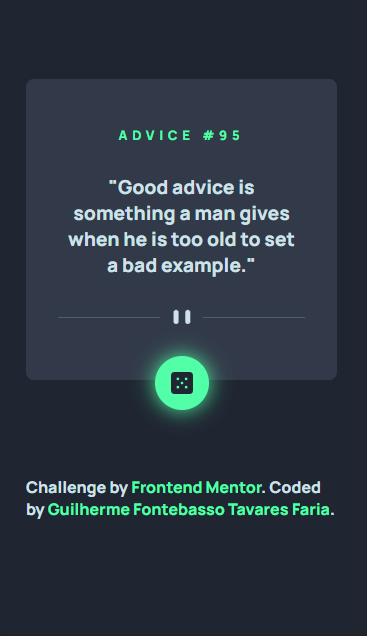 ADVICE #95
"Good advice is
something a man gives
when he is too old to set
a bad example."
Challenge by Frontend Mentor. Coded
by Guilherme Fontebasso Tavares Faria.